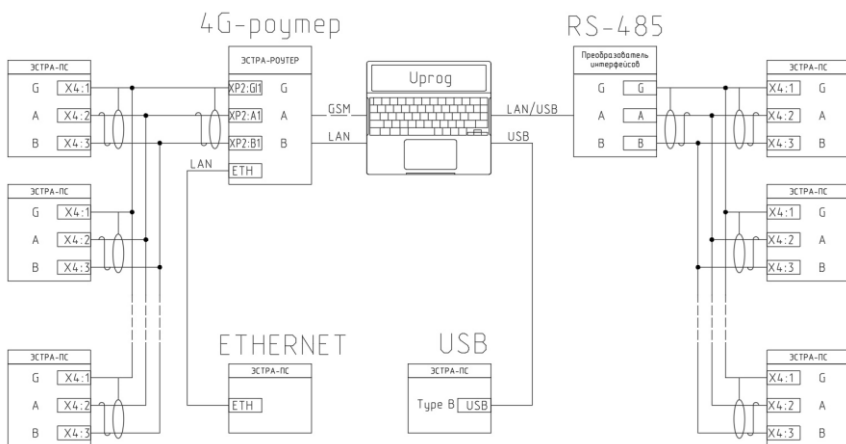 4G-роутер
RS-485
ЭСТРА-ПС
G X4:1
A X4:2
B X4:3
ЭСТРА-РОУТЕР
XP2:GI1 G
XP2:A1 A
XP2:B1 B
ETH
Uprog
GSM
LAN
LAN/USB
USB
LAN
Преобразователь
интерфейсов
G G
A A
B B
ЭСТРА-ПС
X4:1 G
X4:2 A
X4:3 B
ЭСТРА-ПС
G X4:1
A X4:2
B X4:3
ЭСТРА-ПС
X4:1 G
X4:2 A
X4:3 B
ETHERNET
USB
ЭСТРА-ПС
G X4:1
A X4:2
B X4:3
ЭСТРА-ПС
ETH
ЭСТРА-ПС
Type B USB
ЭСТРА-ПС
X4:1 G
X4:2 A
X4:3 B